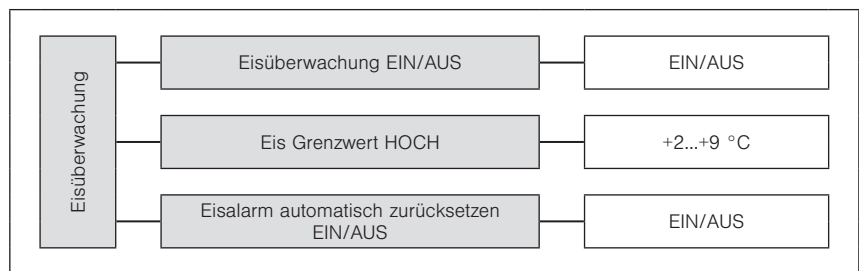 Eisüberwachung
Eisüberwachung EIN/AUS
EIN/AUS
Eis Grenzwert HOCH
+2...+9 °C
Eisalarm automatisch zurücksetzen
EIN/AUS
EIN/AUS